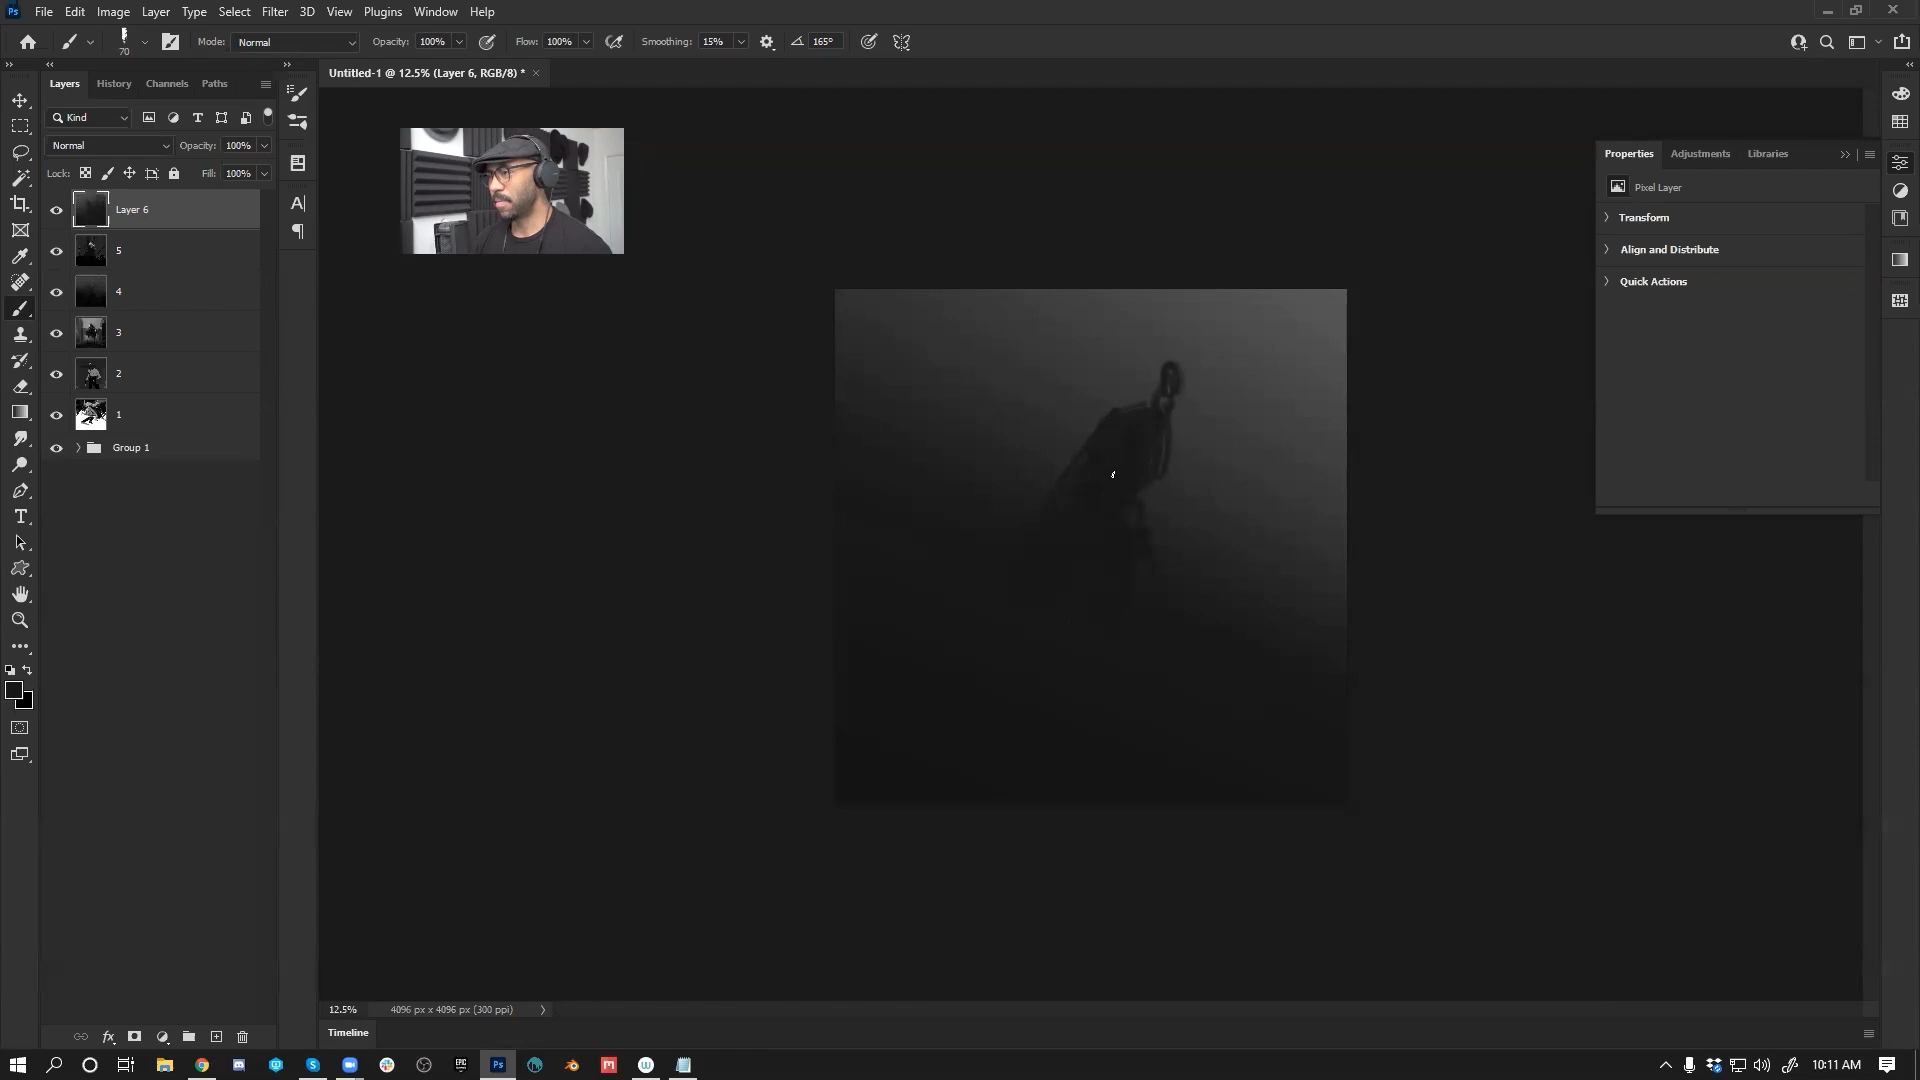 Ps File Edit Image Layer Type Select Filter 3D View Plugins Window Help
70 Mode: Normal Opacity: 100% Flow: 100% Smoothing: 15% 165°
Layers History Channels Paths
Untitled-1 @ 12.5% (Layer 6, RGB/8) *
Kind
Normal Opacity: 100%
Lock: Fill: 100%
Layer 6
5
4
3
2
1
Group 1
Properties Adjustments Libraries
Pixel Layer
Transform
Align and Distribute
Quick Actions
12.5% 4096 px x 4096 px (300 ppi)
Timeline
10:11 AM